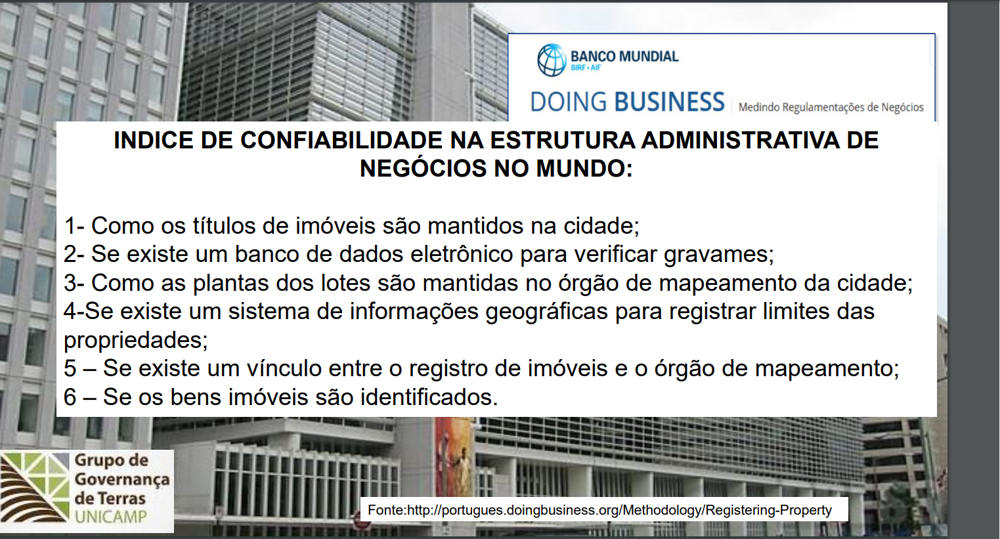 BANCO MUNDIAL
BIRF • AIF
DOING BUSINESS Medindo Regulamentações de Negócios
INDICE DE CONFIABILIDADE NA ESTRUTURA ADMINISTRATIVA DE
NEGÓCIOS NO MUNDO:
1- Como os títulos de imóveis são mantidos na cidade;
2- Se existe um banco de dados eletrônico para verificar gravames;
3- Como as plantas dos lotes são mantidas no órgão de mapeamento da cidade;
4-Se existe um sistema de informações geográficas para registrar limites das
propriedades;
5 – Se existe um vínculo entre o registro de imóveis e o órgão de mapeamento;
6 – Se os bens imóveis são identificados.
Grupo de
Governança
de Terras
UNICAMP
Fonte:http://portugues.doingbusiness.org/Methodology/Registering-Property